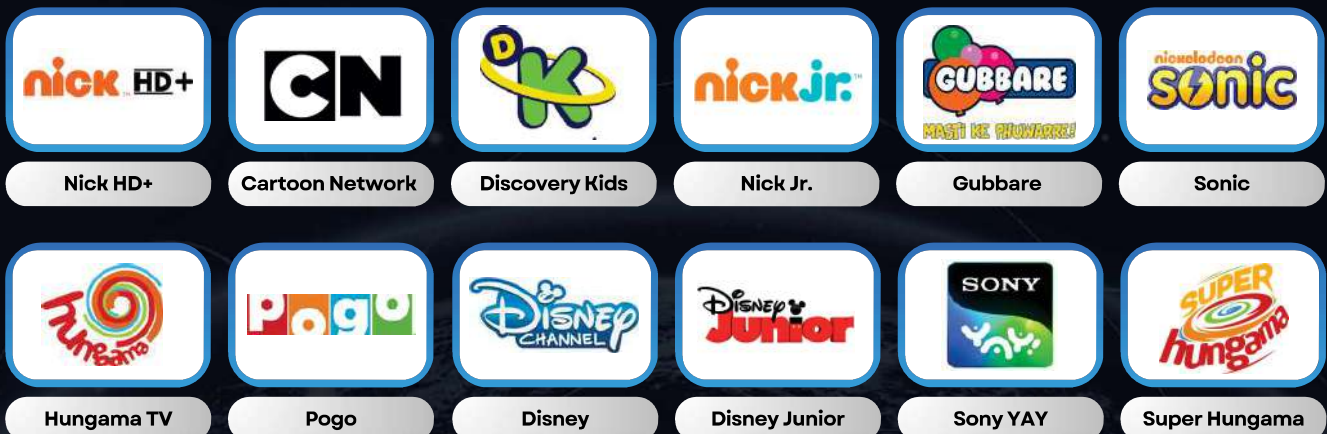 nick HD+
CN
D K
nick jr.™
GUBBARE
MASTI KE PHUWARRE!
nickelodeon
sonic
Nick HD+
Cartoon Network
Discovery Kids
Nick Jr.
Gubbare
Sonic
hungama
Pogo
Disney
CHANNEL
Disney
Junior
SONY
YAY!
SUPER
hungama
Hungama TV
Pogo
Disney
Disney Junior
Sony YAY
Super Hungama